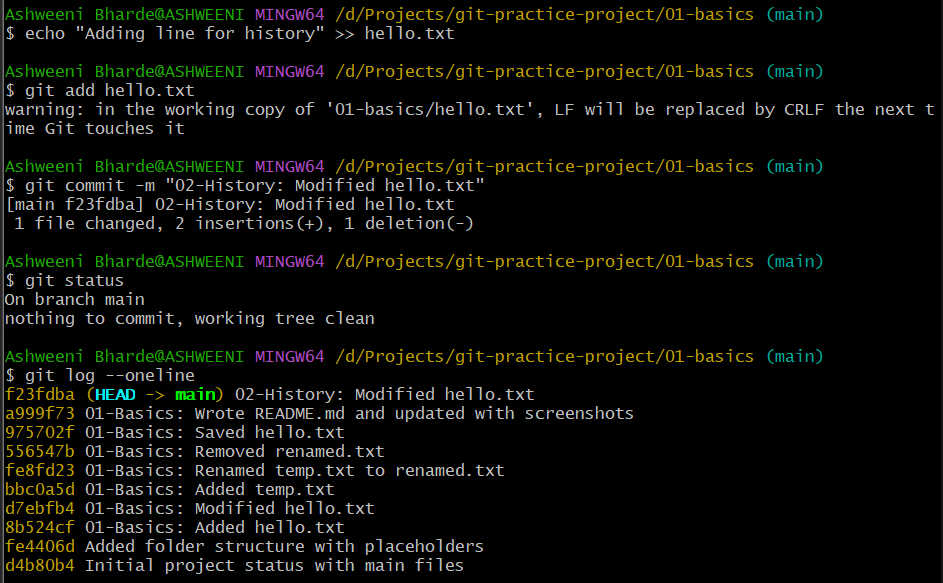 Ashweeni Bharde@ASHWEENI MINGW64 /d/Projects/git-practice-project/01-basics (main)
$ echo "Adding line for history" >> hello.txt
Ashweeni Bharde@ASHWEENI MINGW64 /d/Projects/git-practice-project/01-basics (main)
$ git add hello.txt
warning: in the working copy of '01-basics/hello.txt', LF will be replaced by CRLF the next t
ime Git touches it
Ashweeni Bharde@ASHWEENI MINGW64 /d/Projects/git-practice-project/01-basics (main)
$ git commit -m "02-History: Modified hello.txt"
[main f23fdba] 02-History: Modified hello.txt
 1 file changed, 2 insertions(+), 1 deletion(-)
Ashweeni Bharde@ASHWEENI MINGW64 /d/Projects/git-practice-project/01-basics (main)
$ git status
On branch main
nothing to commit, working tree clean
Ashweeni Bharde@ASHWEENI MINGW64 /d/Projects/git-practice-project/01-basics (main)
$ git log --oneline
f23fdba (HEAD -> main) 02-History: Modified hello.txt
a999f73 01-Basics: Wrote README.md and updated with screenshots
975702f 01-Basics: Saved hello.txt
556547b 01-Basics: Removed renamed.txt
fe8fd23 01-Basics: Renamed temp.txt to renamed.txt
bbc0a5d 01-Basics: Added temp.txt
d7ebfb4 01-Basics: Modified hello.txt
8b524cf 01-Basics: Added hello.txt
fe4406d Added folder structure with placeholders
d4b80b4 Initial project status with main files